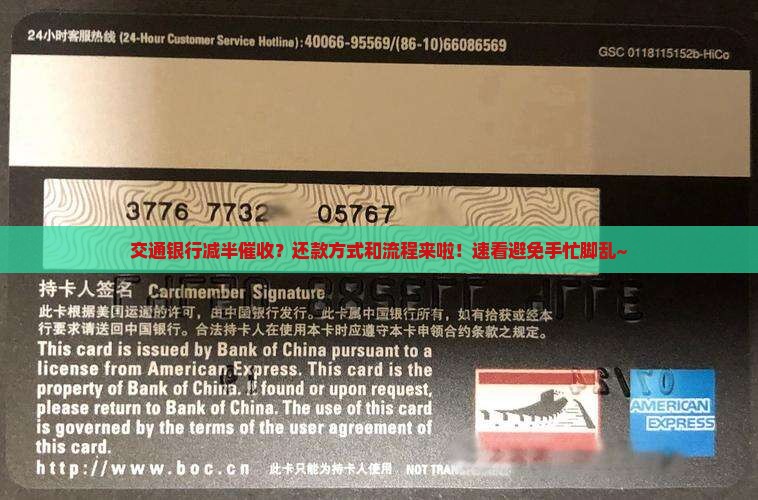 24小时客服热线 (24-Hour Customer Service Hotline): 40066-95569/(86-10)66086569
GSC 0118115152b-HiCo
3776 7732 05767
交通银行减半催收？还款方式和流程来啦！速看避免手忙脚乱~
持卡人签名 Cardmember Signature
此卡根据美国运通的许可，由中国银行发行。此卡属中国银行所有，如有拾获或经本
行要求请送回中国银行。合法持卡人在使用本卡时应遵守本卡申领合约条款之规定。
This card is issued by Bank of China pursuant to a
license from American Express. This card is the
property of Bank of China. If found or upon request,
please return to Bank of China. The use of this card
is governed by the terms of the user agreement of
this card.
http://www.boc.cn 此卡只能为持卡人使用 NOT
AMERICAN
EXPRESS